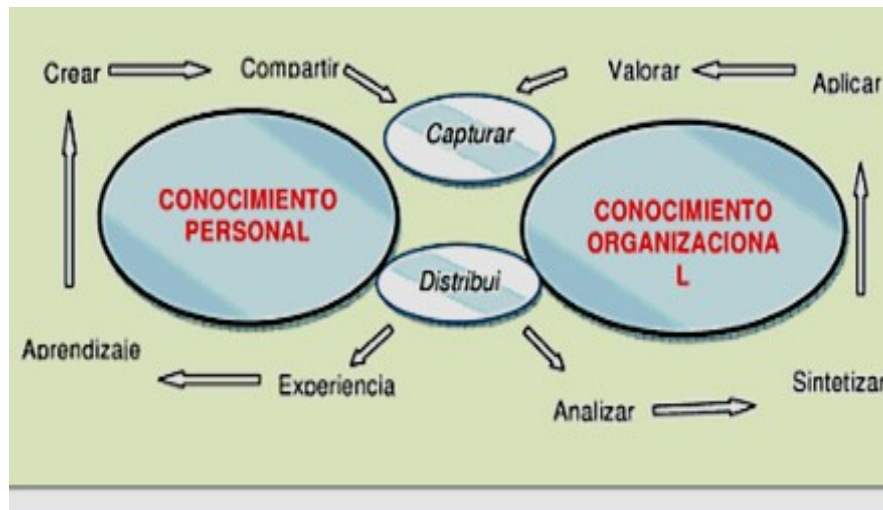 Crear
Compartir
Valorar
Aplicar
Capturar
CONOCIMIENTO
PERSONAL
CONOCIMIENTO
ORGANIZACIONA
L
Distribui
Aprendizaje
Experiencia
Analizar
Sintetizar